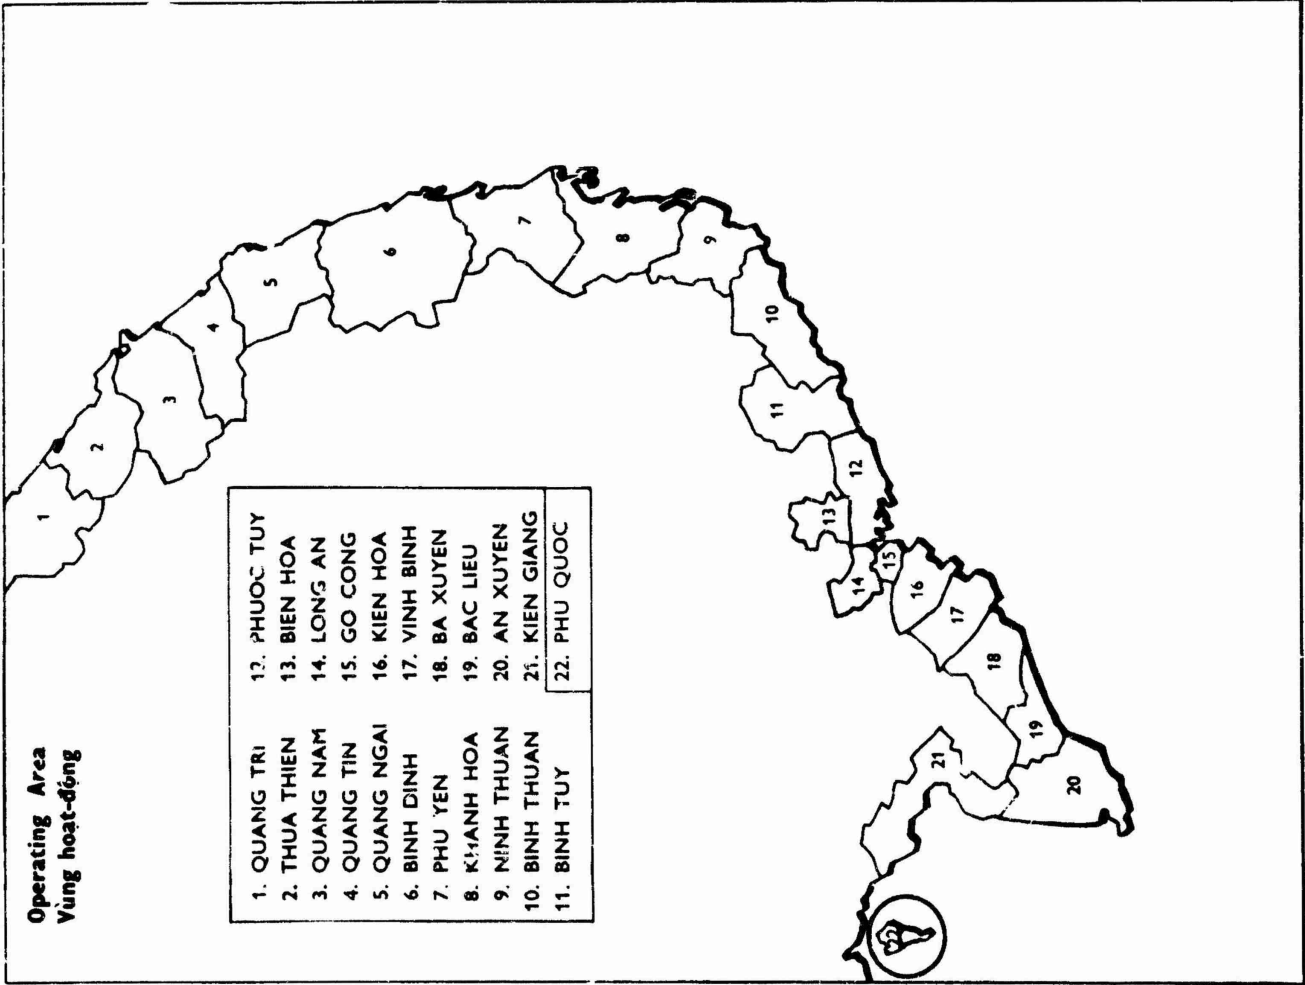 Operating Area
Vùng hoạt-động
1. QUANG TRI
2. THUA THIEN
3. QUANG NAM
4. QUANG TIN
5. QUANG NGAI
6. BINH DINH
7. PHU YEN
8. KHANH HOA
9. NINH THUAN
10. BINH THUAN
11. BINH TUY
12. PHUOC TUY
13. BIEN HOA
14. LONG AN
15. GO CONG
16. KIEN HOA
17. VINH BINH
18. BA XUYEN
19. BAC LIEU
20. AN XUYEN
21. KIEN GIANG
22. PHU QUOC
1
2
3
4
5
6
7
8
9
10
11
12
13
14
15
16
17
18
19
20
21
22